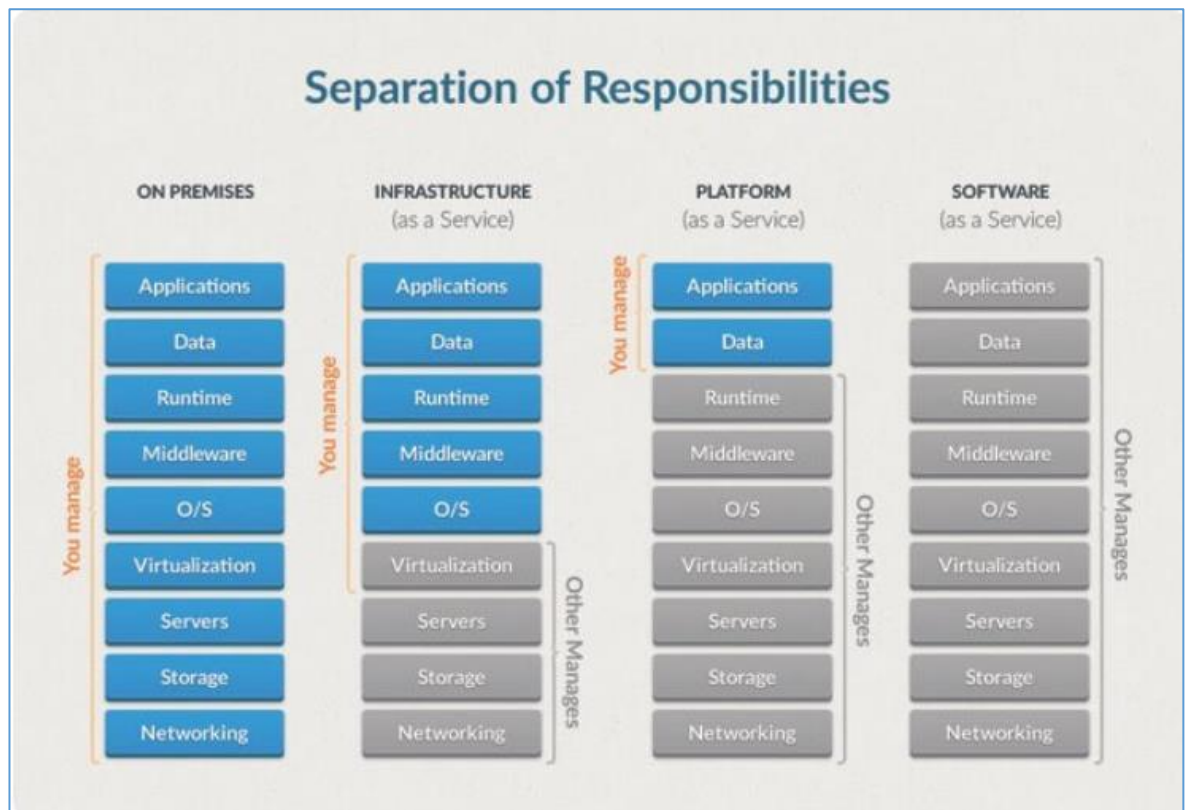 Separation of Responsibilities
ON PREMISES
You manage
Applications
Data
Runtime
Middleware
O/S
Virtualization
Servers
Storage
Networking
INFRASTRUCTURE
(as a Service)
You manage
Applications
Data
Runtime
Middleware
O/S
Virtualization
Servers
Storage
Networking
Other Manages
PLATFORM
(as a Service)
You manage
Applications
Data
Runtime
Middleware
O/S
Virtualization
Servers
Storage
Networking
Other Manages
SOFTWARE
(as a Service)
Applications
Data
Runtime
Middleware
O/S
Virtualization
Servers
Storage
Networking
Other Manages